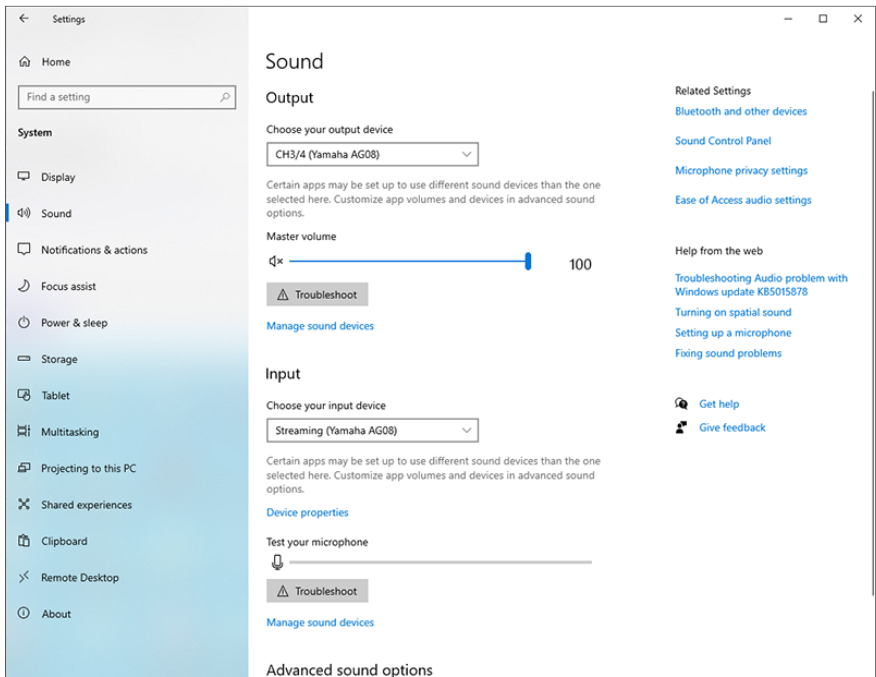 Settings
Home
Find a setting
System
Display
Sound
Notifications & actions
Focus assist
Power & sleep
Storage
Tablet
Multitasking
Projecting to this PC
Shared experiences
Clipboard
Remote Desktop
About
Sound
Output
Choose your output device
CH3/4 (Yamaha AG08)
Certain apps may be set up to use different sound devices than the one
selected here. Customize app volumes and devices in advanced sound
options.
Master volume
100
Troubleshoot
Manage sound devices
Input
Choose your input device
Streaming (Yamaha AG08)
Certain apps may be set up to use different sound devices than the one
selected here. Customize app volumes and devices in advanced sound
options.
Device properties
Test your microphone
Troubleshoot
Manage sound devices
Advanced sound options
Related Settings
Bluetooth and other devices
Sound Control Panel
Microphone privacy settings
Ease of Access audio settings
Help from the web
Troubleshooting Audio problem with
Windows update KB5015878
Turning on spatial sound
Setting up a microphone
Fixing sound problems
Get help
Give feedback